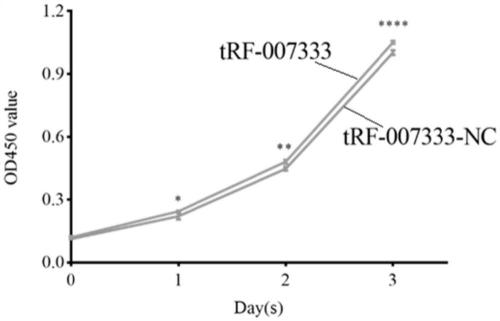 1.2
****
tRF-007333
0.9
OD450 value
0.6
tRF-007333-NC
**
0.3
*
0.0
0 1 2 3
Day(s)